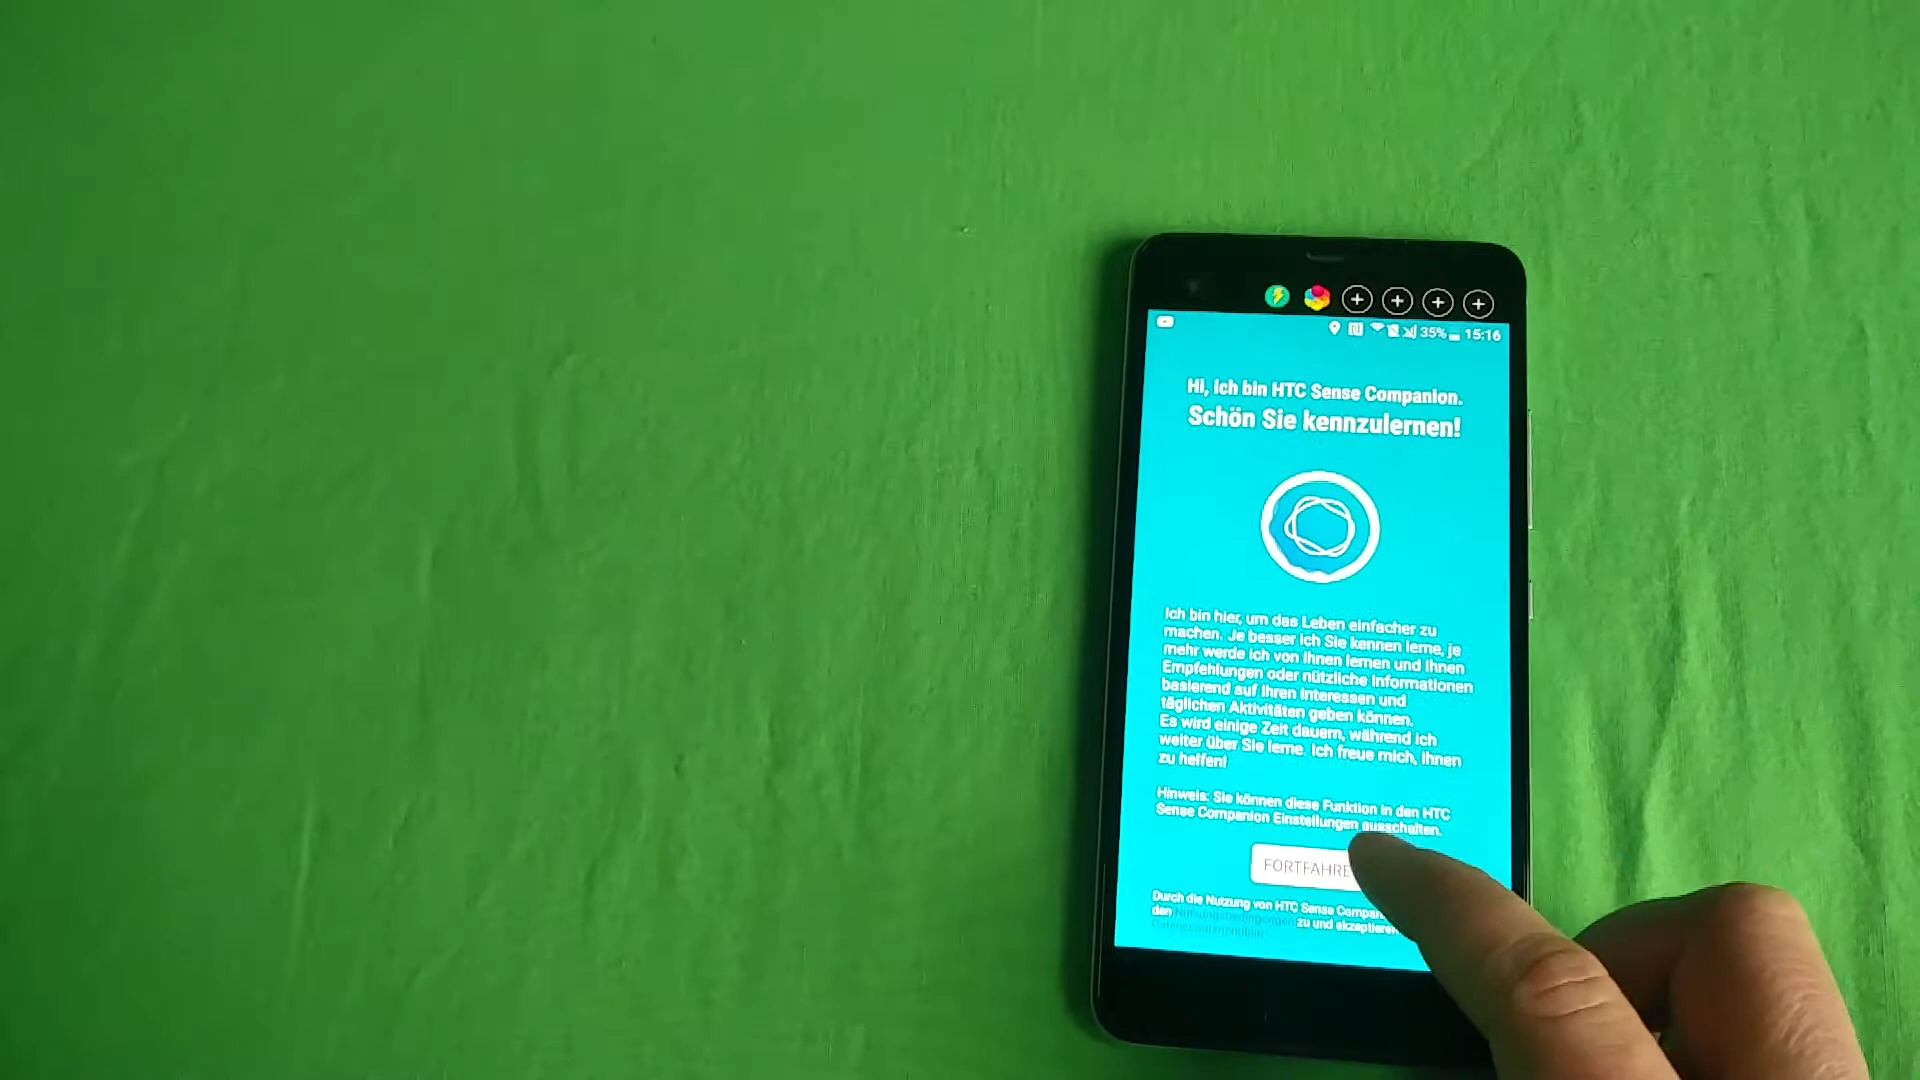 35% 15:16
Hi, ich bin HTC Sense Companion.
Schön Sie kennzulernen!
Ich bin hier, um das Leben einfacher zu
machen. Je besser ich Sie kennen lerne, je
mehr werde ich von Ihnen lernen und Ihnen
Empfehlungen oder nützliche Informationen
basierend auf Ihren Interessen und
täglichen Aktivitäten geben können.
Es wird einige Zeit dauern, während ich
weiter über Sie lerne. Ich freue mich, Ihnen
zu helfen!
Hinweis: Sie können diese Funktion in den HTC
Sense Companion Einstellungen ausschalten.
FORTFAHRE
Durch die Nutzung von HTC Sense Compan
den Nutzungsbedingungen zu und akzeptieren
Datenschutzrichtlinie